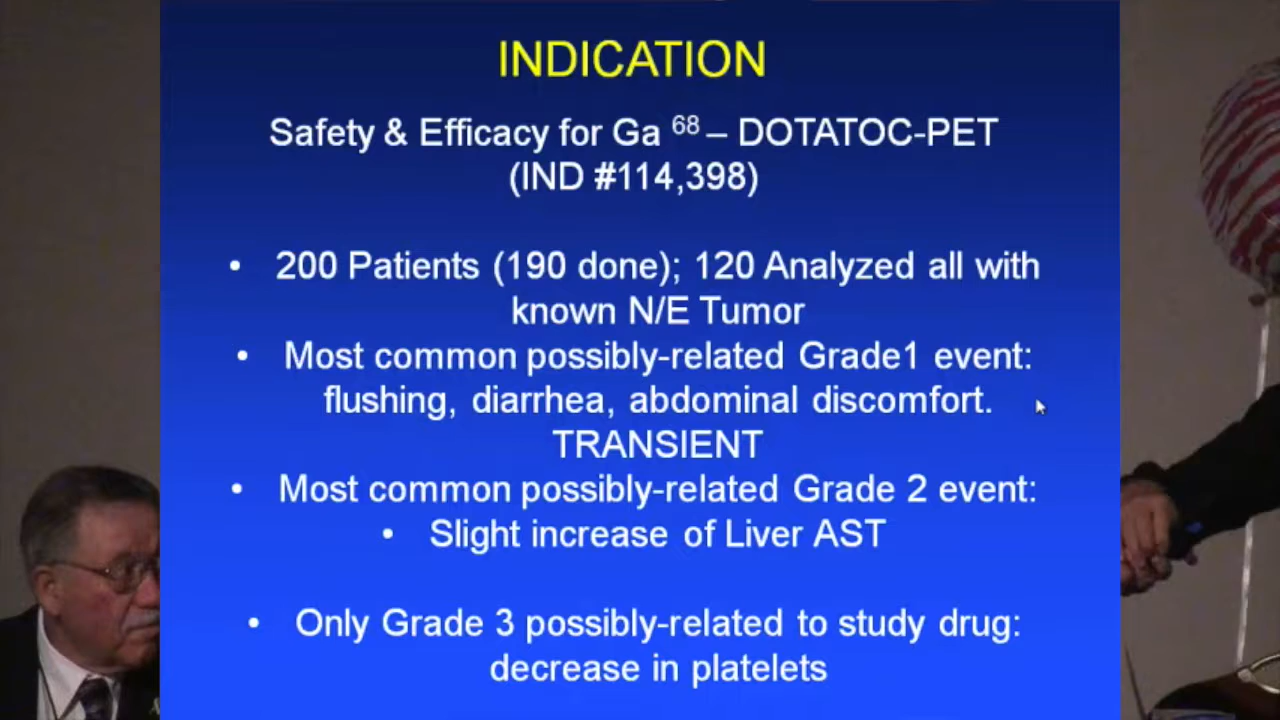 INDICATION
Safety & Efficacy for Ga 68 – DOTATOC-PET
(IND #114,398)
• 200 Patients (190 done); 120 Analyzed all with
known N/E Tumor
• Most common possibly-related Grade1 event:
flushing, diarrhea, abdominal discomfort.
TRANSIENT
• Most common possibly-related Grade 2 event:
• Slight increase of Liver AST
• Only Grade 3 possibly-related to study drug:
decrease in platelets